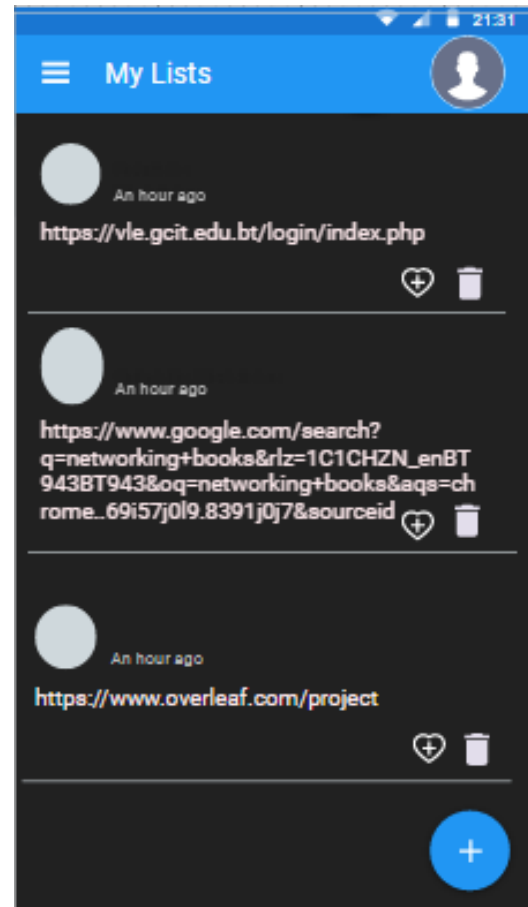 21:31
My Lists
An hour ago
https://vle.gcit.edu.bt/login/index.php
An hour ago
https://www.google.com/search?
q=networking+books&rlz=1C1CHZN_enBT
943BT943&oq=networking+books&aqs=ch
rome..69i57j0l9.8391j0j7&sourceid
An hour ago
https://www.overleaf.com/project